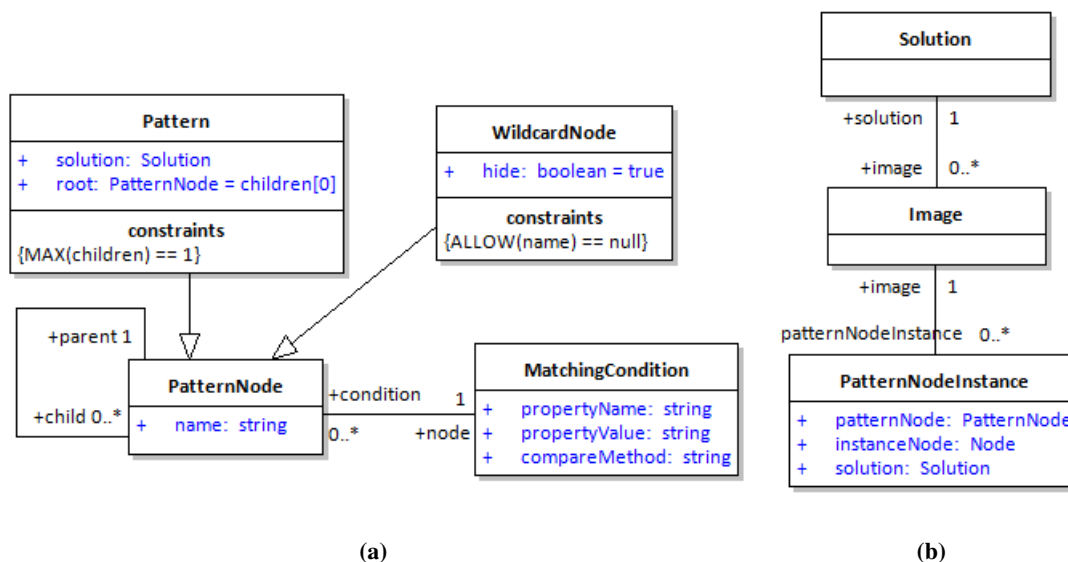 Pattern
+ solution: Solution
+ root: PatternNode = children[0]
constraints
{MAX(children) == 1}
WildcardNode
+ hide: boolean = true
constraints
{ALLOW(name) == null}
+parent 1
+child 0..*
PatternNode
+ name: string
+condition
0..*
1
+node
MatchingCondition
+ propertyName: string
+ propertyValue: string
+ compareMethod: string
(a)
Solution
+solution 1
+image 0..*
Image
+image 1
patternNodeInstance 0..*
PatternNodeInstance
+ patternNode: PatternNode
+ instanceNode: Node
+ solution: Solution
(b)